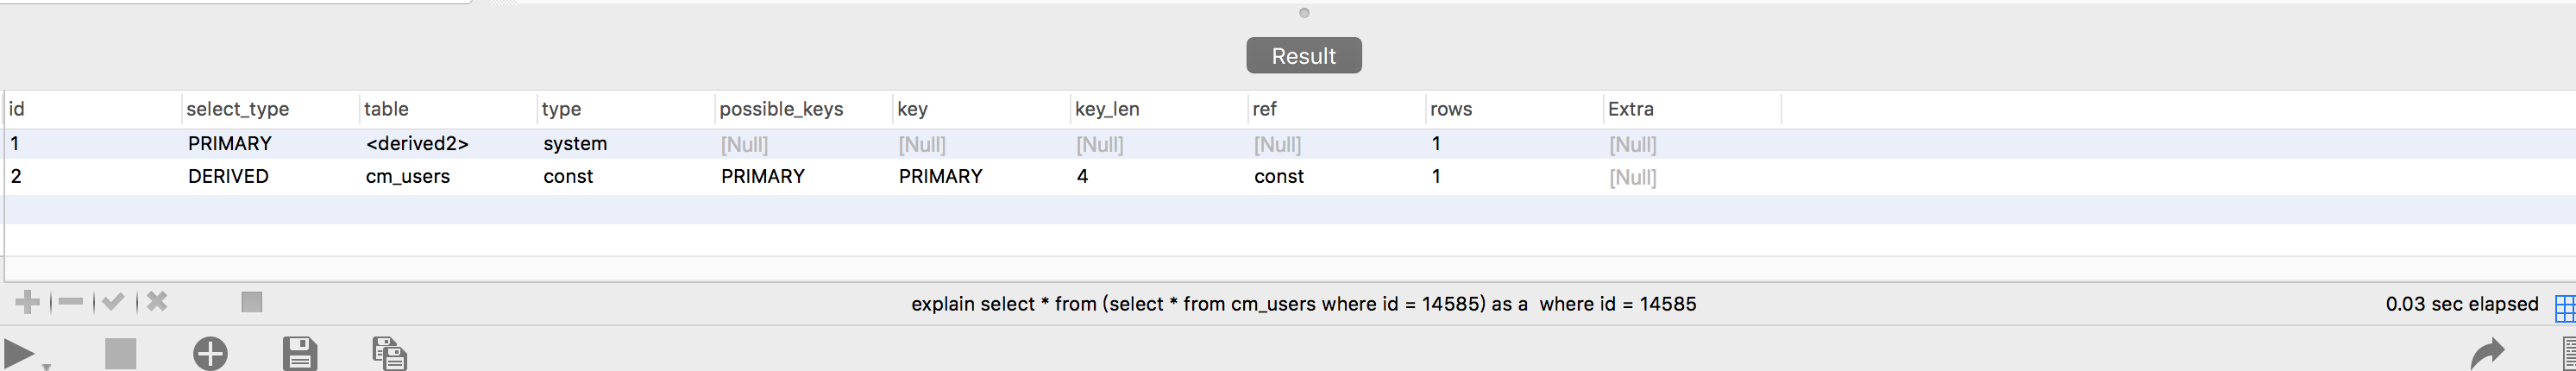 Result
id select_type table type possible_keys key key_len ref rows Extra
1 PRIMARY <derived2> system [Null] [Null] [Null] [Null] 1 [Null]
2 DERIVED cm_users const PRIMARY PRIMARY 4 const 1 [Null]
explain select * from (select * from cm_users where id = 14585) as a  where id = 14585 0.03 sec elapsed